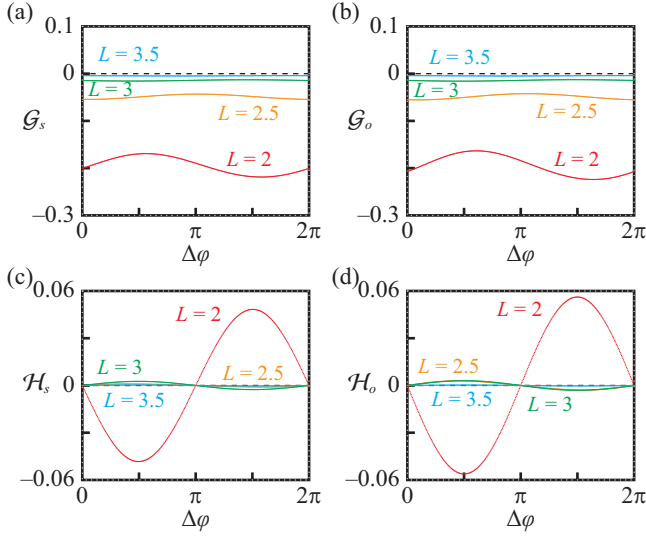 (a)
0.1
L = 3.5
0
L = 3
𝒢s
L = 2.5
L = 2
−0.3
0
π
2π
Δφ
(b)
0.1
L = 3.5
0
L = 3
𝒢o
L = 2.5
L = 2
−0.3
0
π
2π
Δφ
(c)
0.06
L = 2
L = 3
L = 2.5
ℋs
0
L = 3.5
−0.06
0
π
2π
Δφ
(d)
0.06
L = 2
L = 2.5
ℋo
0
L = 3.5
L = 3
−0.06
0
π
2π
Δφ